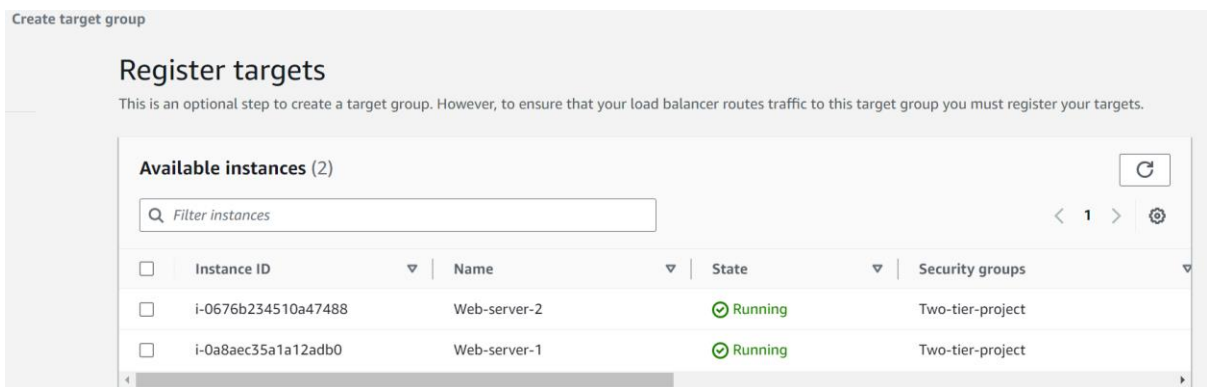 Create target group
Register targets
This is an optional step to create a target group. However, to ensure that your load balancer routes traffic to this target group you must register your targets.
Available instances (2)
Filter instances
1
Instance ID Name State Security groups
i-0676b234510a47488 Web-server-2 Running Two-tier-project
i-0a8aec35a1a12adb0 Web-server-1 Running Two-tier-project